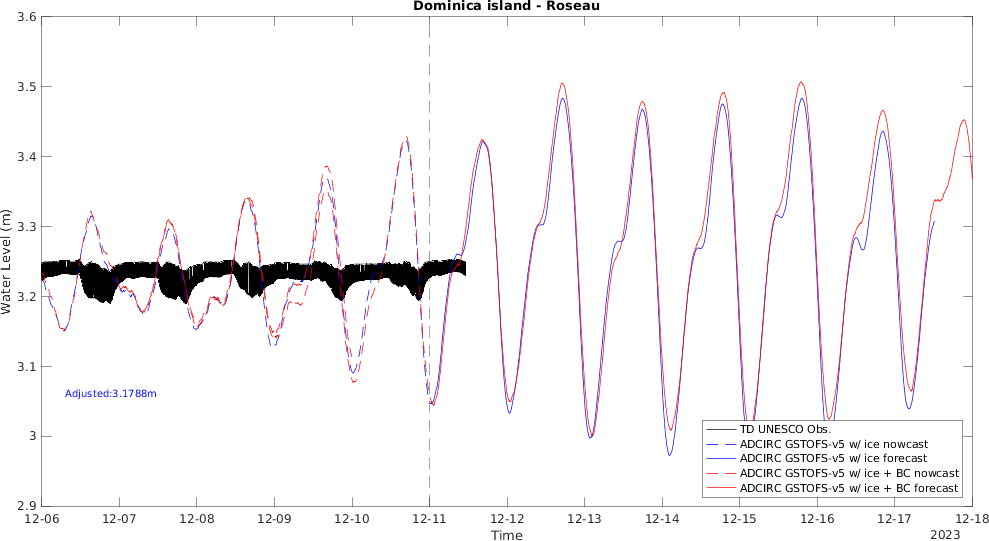 Dominica island - Roseau
3.6
3.5
3.4
3.3
3.2
3.1
3
2.9
Water Level (m)
Adjusted:3.1788m
TD UNESCO Obs.
ADCIRC GSTOFS-v5 w/ ice nowcast
ADCIRC GSTOFS-v5 w/ ice forecast
ADCIRC GSTOFS-v5 w/ ice + BC nowcast
ADCIRC GSTOFS-v5 w/ ice + BC forecast
12-06 12-07 12-08 12-09 12-10 12-11 12-12 12-13 12-14 12-15 12-16 12-17 12-18
Time
2023